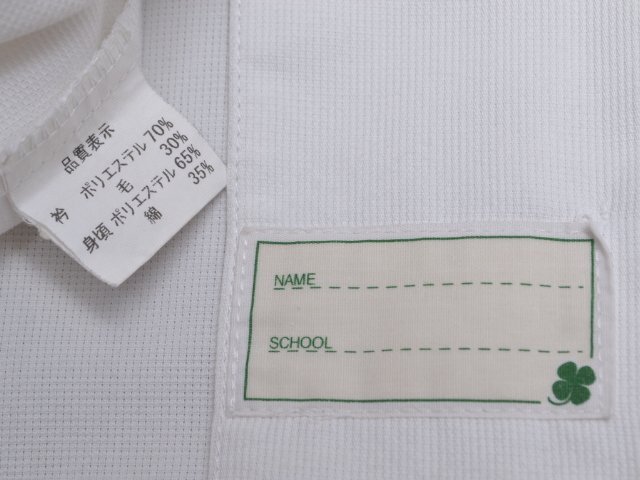 品質表示
衿 ポリエステル 70%
毛 30%
身頃 ポリエステル 65%
綿 35%
NAME
SCHOOL